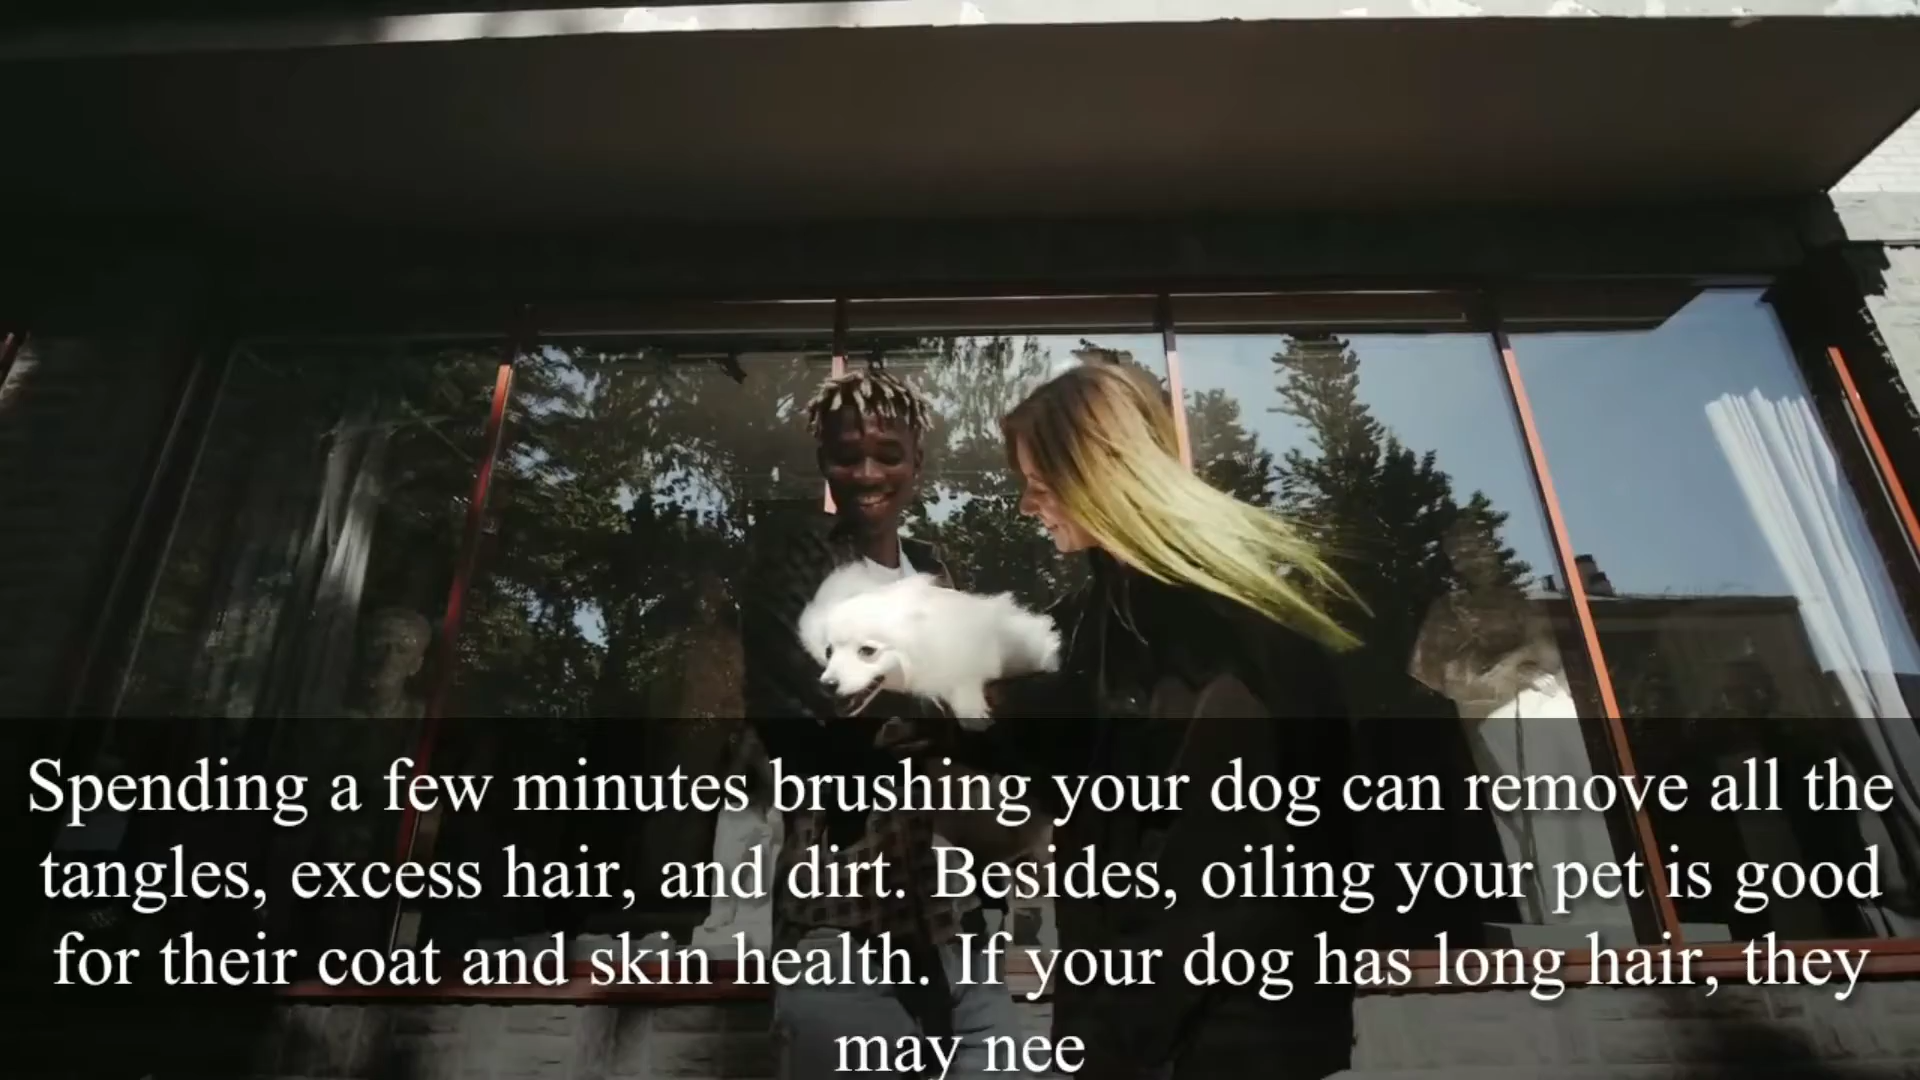 Spending a few minutes brushing your dog can remove all the
tangles, excess hair, and dirt. Besides, oiling your pet is good
for their coat and skin health. If your dog has long hair, they
may nee